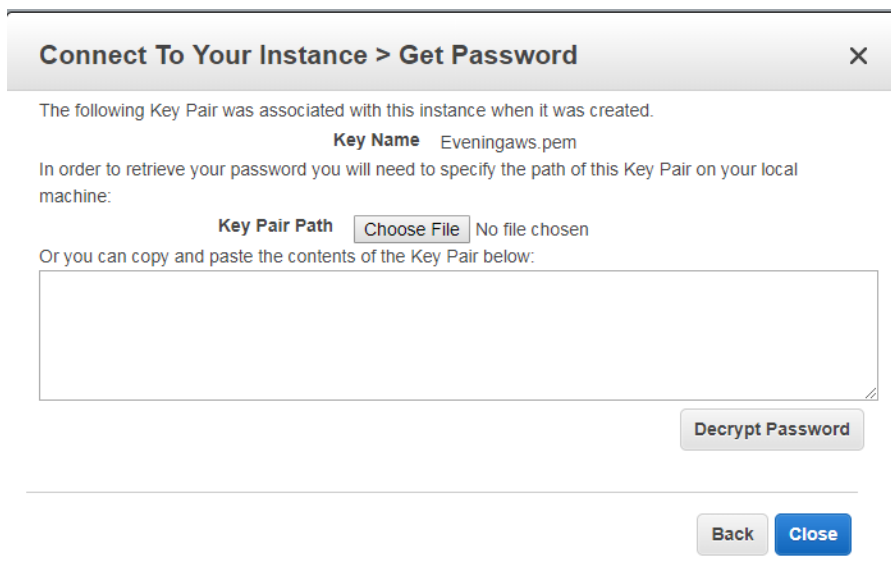 Connect To Your Instance > Get Password
The following Key Pair was associated with this instance when it was created.
Key Name Eveningaws.pem
In order to retrieve your password you will need to specify the path of this Key Pair on your local
machine:
Key Pair Path Choose File No file chosen
Or you can copy and paste the contents of the Key Pair below:
Decrypt Password
Back Close